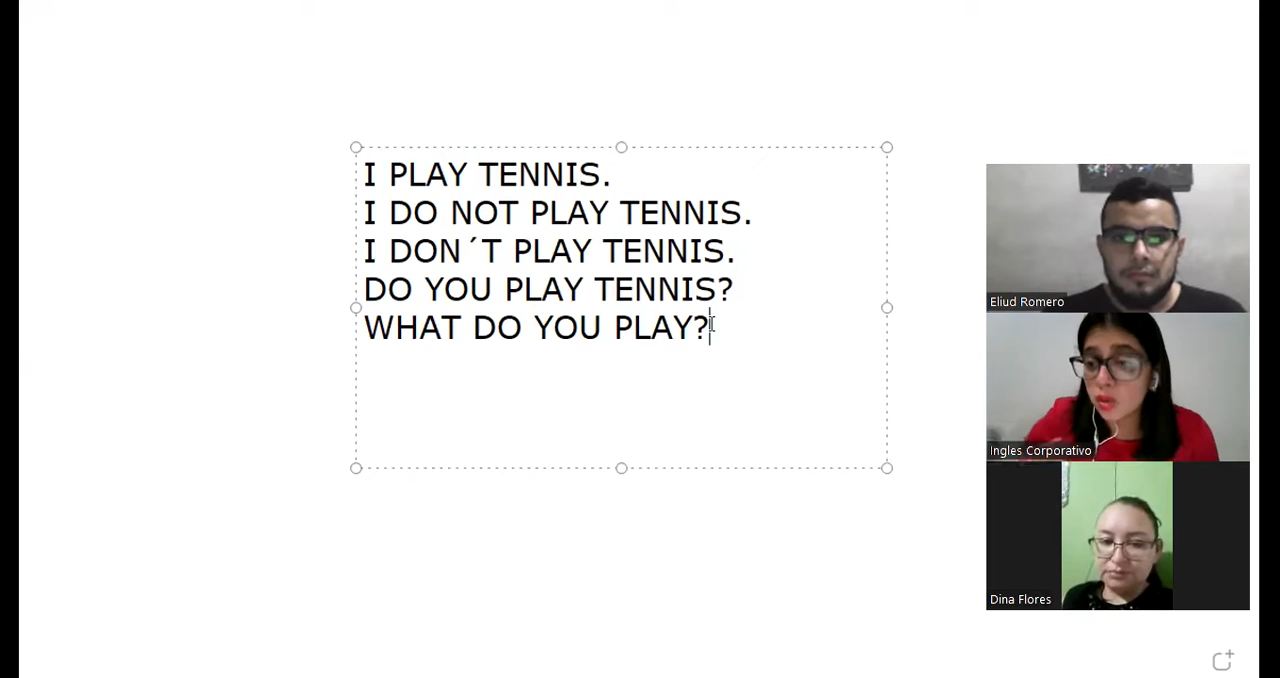 I PLAY TENNIS.
I DO NOT PLAY TENNIS.
I DON´T PLAY TENNIS.
DO YOU PLAY TENNIS?
WHAT DO YOU PLAY?
Eliud Romero
Ingles Corporativo
Dina Flores